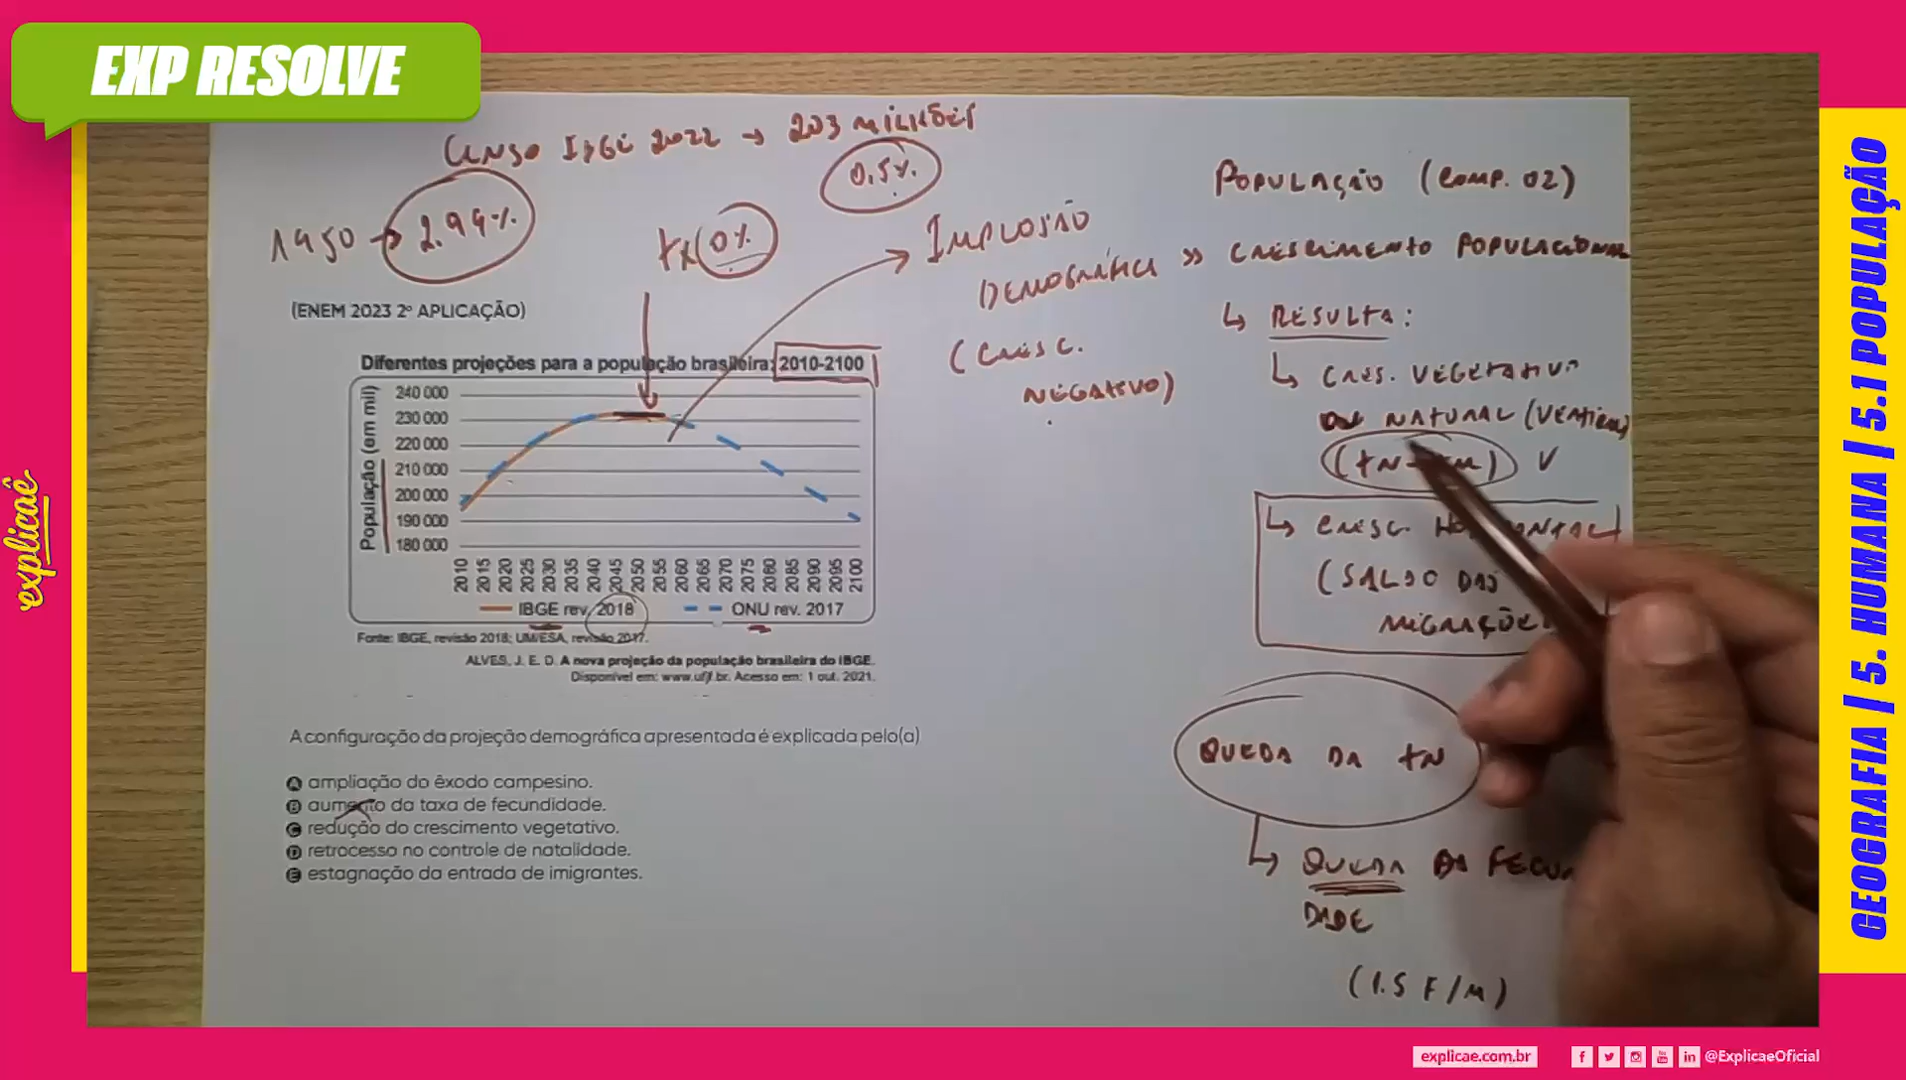 EXP RESOLVE
CENSO IBGE 2022 → 203 MILHÕES
0.5%.
1950 → 2.99%.
tx 0%.
IMPLOSÃO
DEMOGRÁFICA
(CRESC.
NEGATIVO)
POPULAÇÃO (COMP. 02)
» CRESCIMENTO POPULACIONAL
↳ RESULTA:
↳ CRES. VEGETATIVO
OU NATURAL (VERTICAL)
(TN
V
↳ CRESC.
(SALDO DAS
MIGRAÇÕES
QUEDA DA TN
↳ QUEDA DA
DADE
(1.5 F/M)
(ENEM 2023 2ª APLICAÇÃO)
Diferentes projeções para a população brasileira: 2010-2100
População (em mil)
240 000
230 000
220 000
210 000
200 000
190 000
180 000
2010 2015 2020 2025 2030 2035 2040 2045 2050 2055 2060 2065 2070 2075 2080 2085 2090 2095 2100
IBGE rev. 2018 ONU rev. 2017
Fonte: IBGE, revisão 2018; UM/ESA, revisão 2017.
ALVES, J. E. D. A nova projeção da população brasileira do IBGE.
Disponível em: www.ufjf.br. Acesso em: 1 out. 2021.
A configuração da projeção demográfica apresentada é explicada pelo(a)
A ampliação do êxodo campesino.
B aumento da taxa de fecundidade.
C redução do crescimento vegetativo.
D retrocesso no controle de natalidade.
E estagnação da entrada de imigrantes.
explicaê
GEOGRAFIA | 5. HUMANA | 5.1 POPULAÇÃO
explicae.com.br
@ExplicaeOficial